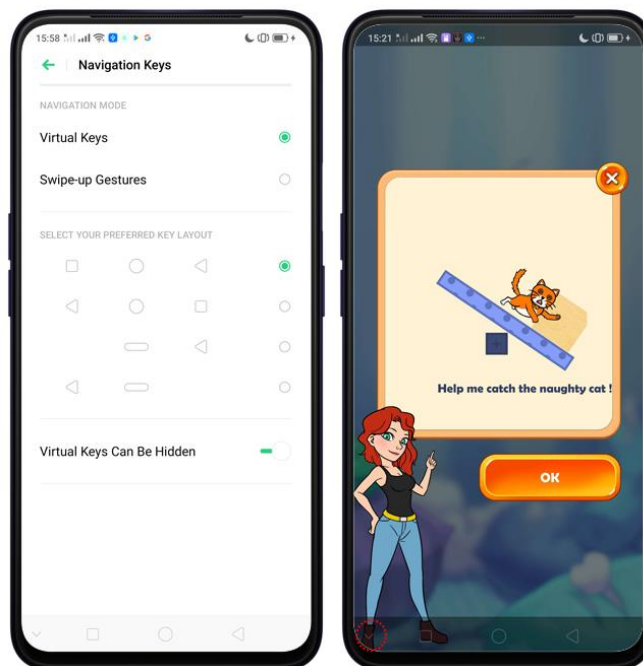 15:58
Navigation Keys
NAVIGATION MODE
Virtual Keys
Swipe-up Gestures
SELECT YOUR PREFERRED KEY LAYOUT
Virtual Keys Can Be Hidden
15:21
Help me catch the naughty cat !
OK